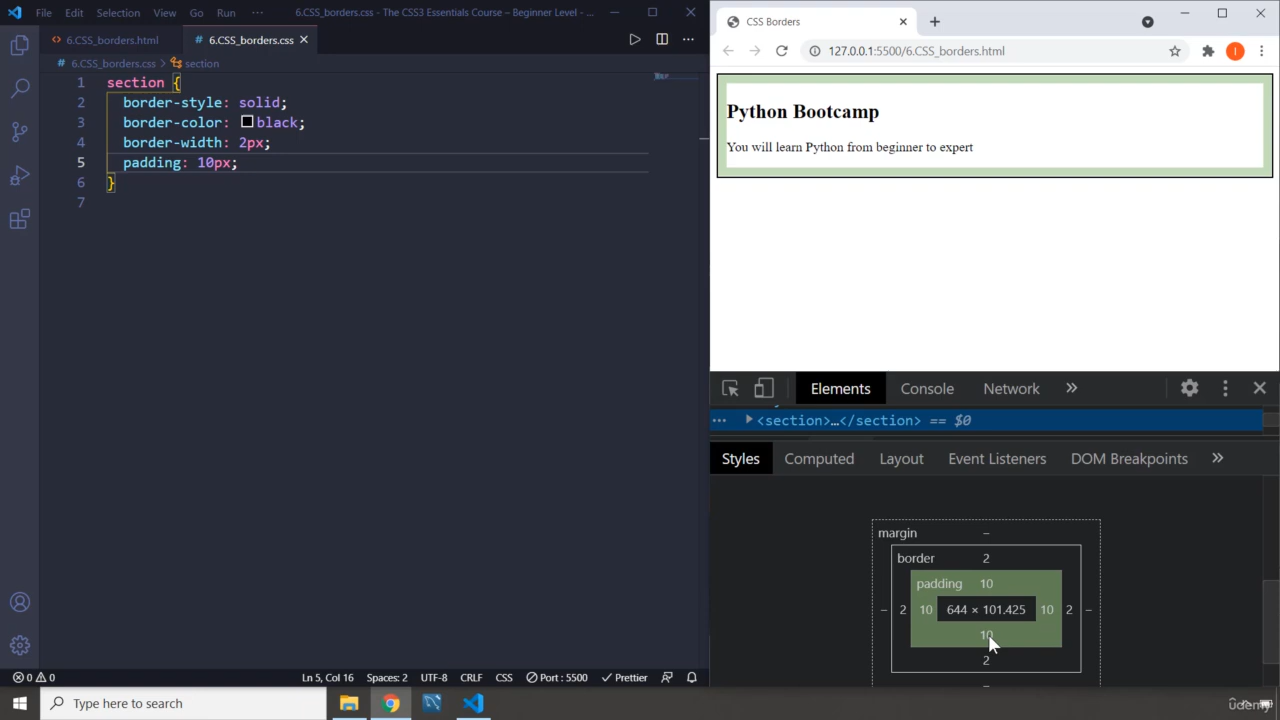 File Edit Selection View Go Run ··· 6.CSS_borders.css - The CSS3 Essentials Course – Beginner Level - ...
6.CSS_borders.html
# 6.CSS_borders.css
# 6.CSS_borders.css > section
1 section {
2 border-style: solid;
3 border-color: black;
4 border-width: 2px;
5 padding: 10px;
6 }
7
0 0
Ln 5, Col 16 Spaces: 2 UTF-8 CRLF CSS Port : 5500 Prettier
CSS Borders
127.0.0.1:5500/6.CSS_borders.html
I
Python Bootcamp
You will learn Python from beginner to expert
Elements Console Network »
··· <section>…</section> == $0
Styles Computed Layout Event Listeners DOM Breakpoints »
margin –
border 2
padding 10
– 2 10 644 × 101.425 10 2 –
10
2
–
Type here to search
udemy